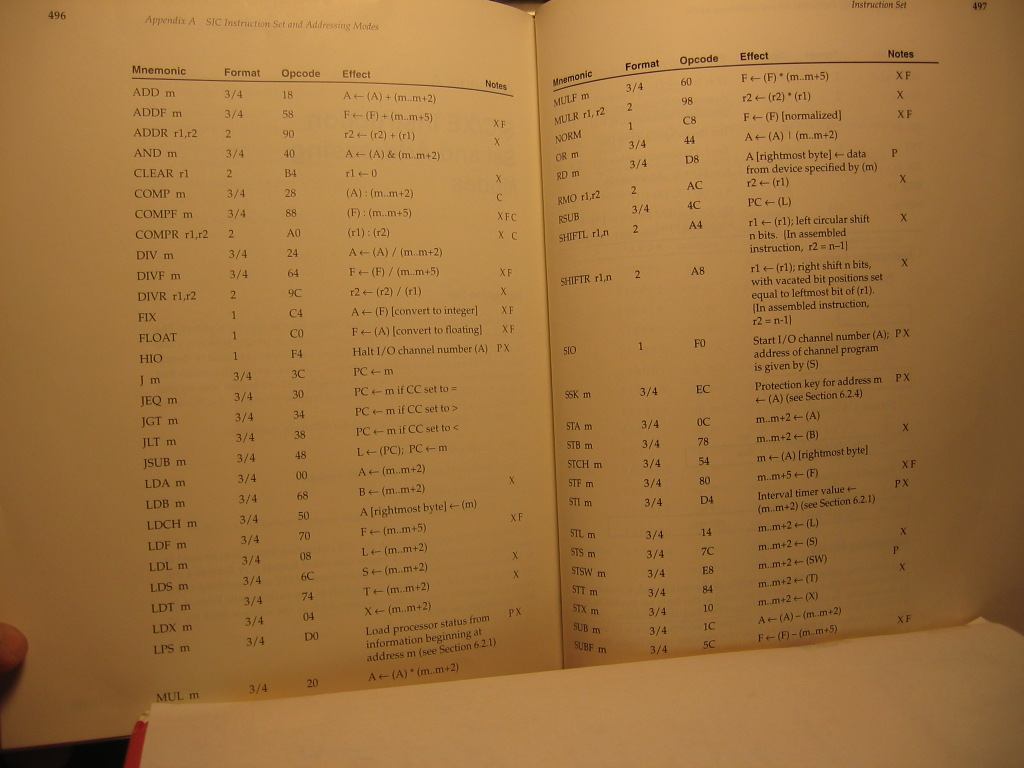 496
Appendix A SIC Instruction Set and Addressing Modes
Mnemonic Format Opcode Effect Notes
ADD m 3/4 18 A ← (A) + (m..m+2)
ADDF m 3/4 58 F ← (F) + (m..m+5) X F
ADDR r1,r2 2 90 r2 ← (r2) + (r1) X
AND m 3/4 40 A ← (A) & (m..m+2)
CLEAR r1 2 B4 r1 ← 0 X
COMP m 3/4 28 (A) : (m..m+2) C
COMPF m 3/4 88 (F) : (m..m+5) X F C
COMPR r1,r2 2 A0 (r1) : (r2) X C
DIV m 3/4 24 A ← (A) / (m..m+2)
DIVF m 3/4 64 F ← (F) / (m..m+5) X F
DIVR r1,r2 2 9C r2 ← (r2) / (r1) X
FIX 1 C4 A ← (F) [convert to integer] X F
FLOAT 1 C0 F ← (A) [convert to floating] X F
HIO 1 F4 Halt I/O channel number (A) P X
J m 3/4 3C PC ← m
JEQ m 3/4 30 PC ← m if CC set to =
JGT m 3/4 34 PC ← m if CC set to >
JLT m 3/4 38 PC ← m if CC set to <
JSUB m 3/4 48 L ← (PC); PC ← m
LDA m 3/4 00 A ← (m..m+2)
LDB m 3/4 68 B ← (m..m+2) X
LDCH m 3/4 50 A [rightmost byte] ← (m)
LDF m 3/4 70 F ← (m..m+5) X F
LDL m 3/4 08 L ← (m..m+2)
LDS m 3/4 6C S ← (m..m+2) X
LDT m 3/4 74 T ← (m..m+2) X
LDX m 3/4 04 X ← (m..m+2)
LPS m 3/4 D0 Load processor status from P X
information beginning at
address m (see Section 6.2.1)
MUL m 3/4 20 A ← (A) * (m..m+2)
Instruction Set 497
Mnemonic Format Opcode Effect Notes
MULF m 3/4 60 F ← (F) * (m..m+5) X F
MULR r1,r2 2 98 r2 ← (r2) * (r1) X
NORM 1 C8 F ← (F) [normalized] X F
OR m 3/4 44 A ← (A) | (m..m+2)
RD m 3/4 D8 A [rightmost byte] ← data P
from device specified by (m)
RMO r1,r2 2 AC r2 ← (r1) X
RSUB 3/4 4C PC ← (L)
SHIFTL r1,n 2 A4 r1 ← (r1); left circular shift X
n bits. {In assembled
instruction, r2 = n–1}
SHIFTR r1,n 2 A8 r1 ← (r1); right shift n bits, X
with vacated bit positions set
equal to leftmost bit of (r1).
{In assembled instruction,
r2 = n-1}
SIO 1 F0 Start I/O channel number (A); P X
address of channel program
is given by (S)
SSK m 3/4 EC Protection key for address m P X
← (A) (see Section 6.2.4)
STA m 3/4 0C m..m+2 ← (A)
STB m 3/4 78 m..m+2 ← (B) X
STCH m 3/4 54 m ← (A) [rightmost byte]
STF m 3/4 80 m..m+5 ← (F) X F
STI m 3/4 D4 Interval timer value ← P X
(m..m+2) (see Section 6.2.1)
STL m 3/4 14 m..m+2 ← (L)
STS m 3/4 7C m..m+2 ← (S) X
STSW m 3/4 E8 m..m+2 ← (SW) P
STT m 3/4 84 m..m+2 ← (T) X
STX m 3/4 10 m..m+2 ← (X)
SUB m 3/4 1C A ← (A) – (m..m+2)
SUBF m 3/4 5C F ← (F) – (m..m+5) X F